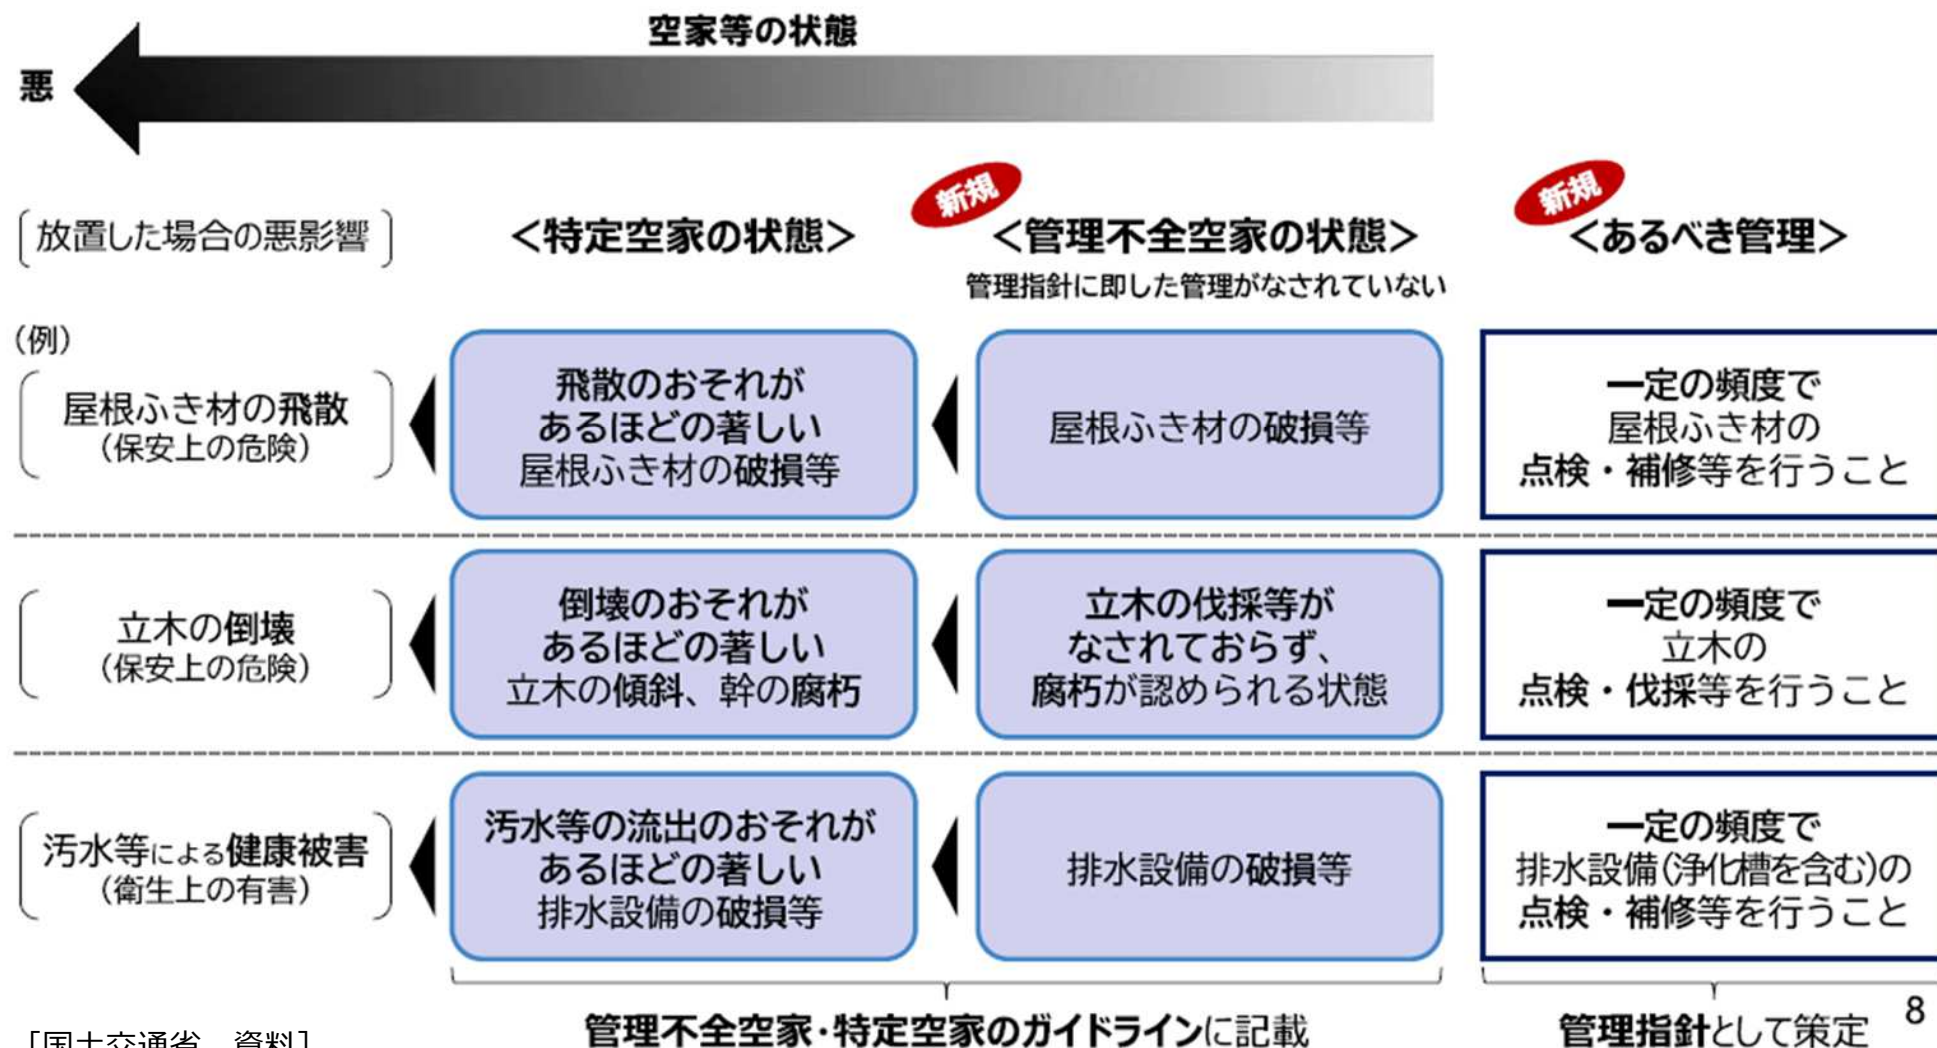 空家等の状態
悪
放置した場合の悪影響
新規
新規
＜特定空家の状態＞
＜管理不全空家の状態＞
管理指針に即した管理がなされていない
＜あるべき管理＞
（例）
屋根ふき材の飛散
（保安上の危険）
飛散のおそれが
あるほどの著しい
屋根ふき材の破損等
屋根ふき材の破損等
一定の頻度で
屋根ふき材の
点検・補修等を行うこと
立木の倒壊
（保安上の危険）
倒壊のおそれが
あるほどの著しい
立木の傾斜、幹の腐朽
立木の伐採等が
なされておらず、
腐朽が認められる状態
一定の頻度で
立木の
点検・伐採等を行うこと
汚水等による健康被害
（衛生上の有害）
汚水等の流出のおそれが
あるほどの著しい
排水設備の破損等
排水設備の破損等
一定の頻度で
排水設備(浄化槽を含む)の
点検・補修等を行うこと
管理不全空家･特定空家のガイドラインに記載
管理指針として策定
8
［国土交通省　資料］